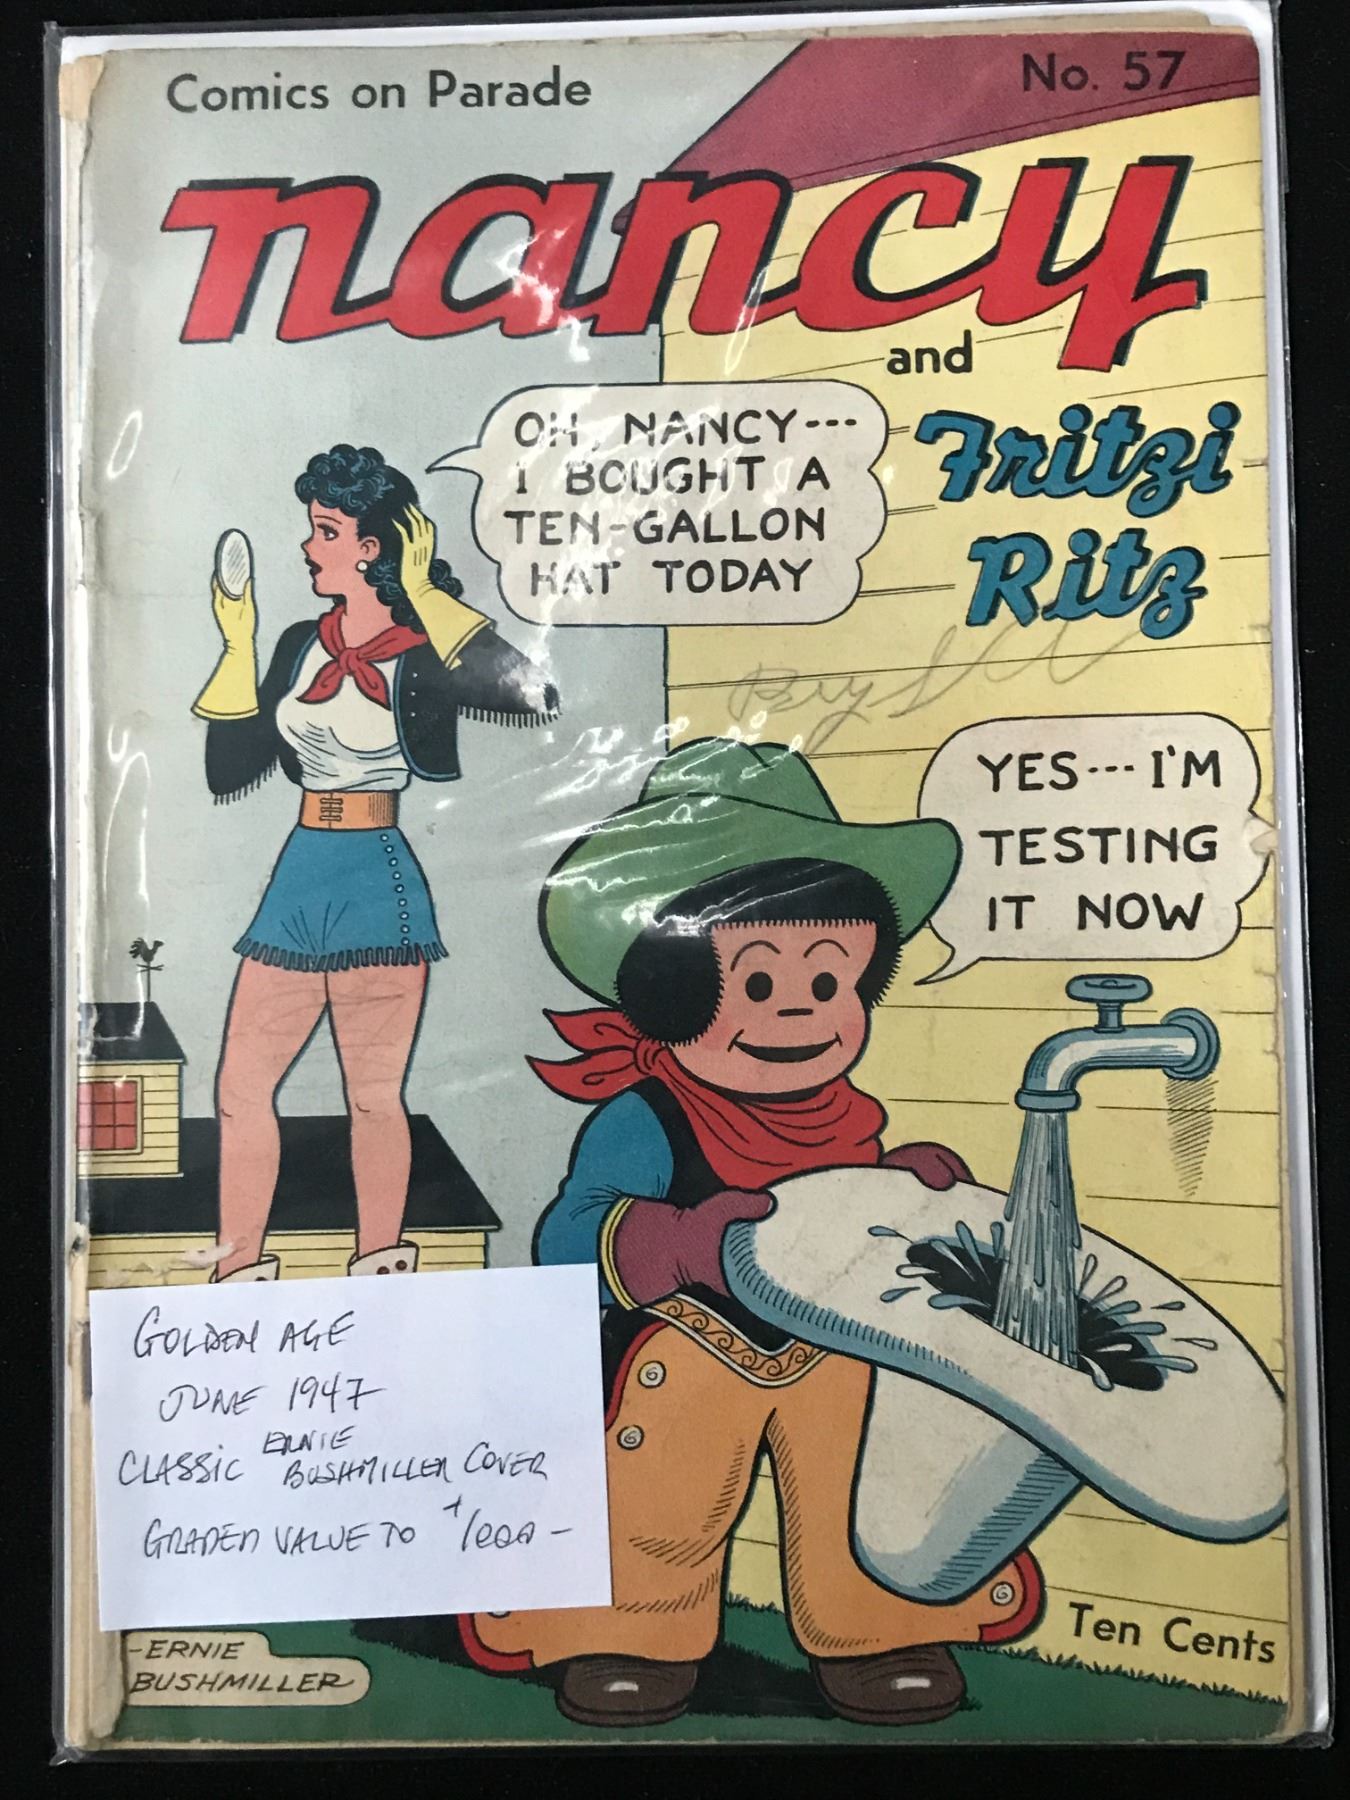 Comics on Parade
No. 57
nancy
and
Fritzi
Ritz
OH, NANCY---
I BOUGHT A
TEN-GALLON
HAT TODAY
YES--- I'M
TESTING
IT NOW
GOLDEN AGE
JUNE 1947
CLASSIC ERNIE
BUSHMILLER COVER
GRADED VALUE TO
Ten Cents
-ERNIE
BUSHMILLER